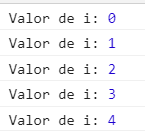 Valor de i: 0
Valor de i: 1
Valor de i: 2
Valor de i: 3
Valor de i: 4